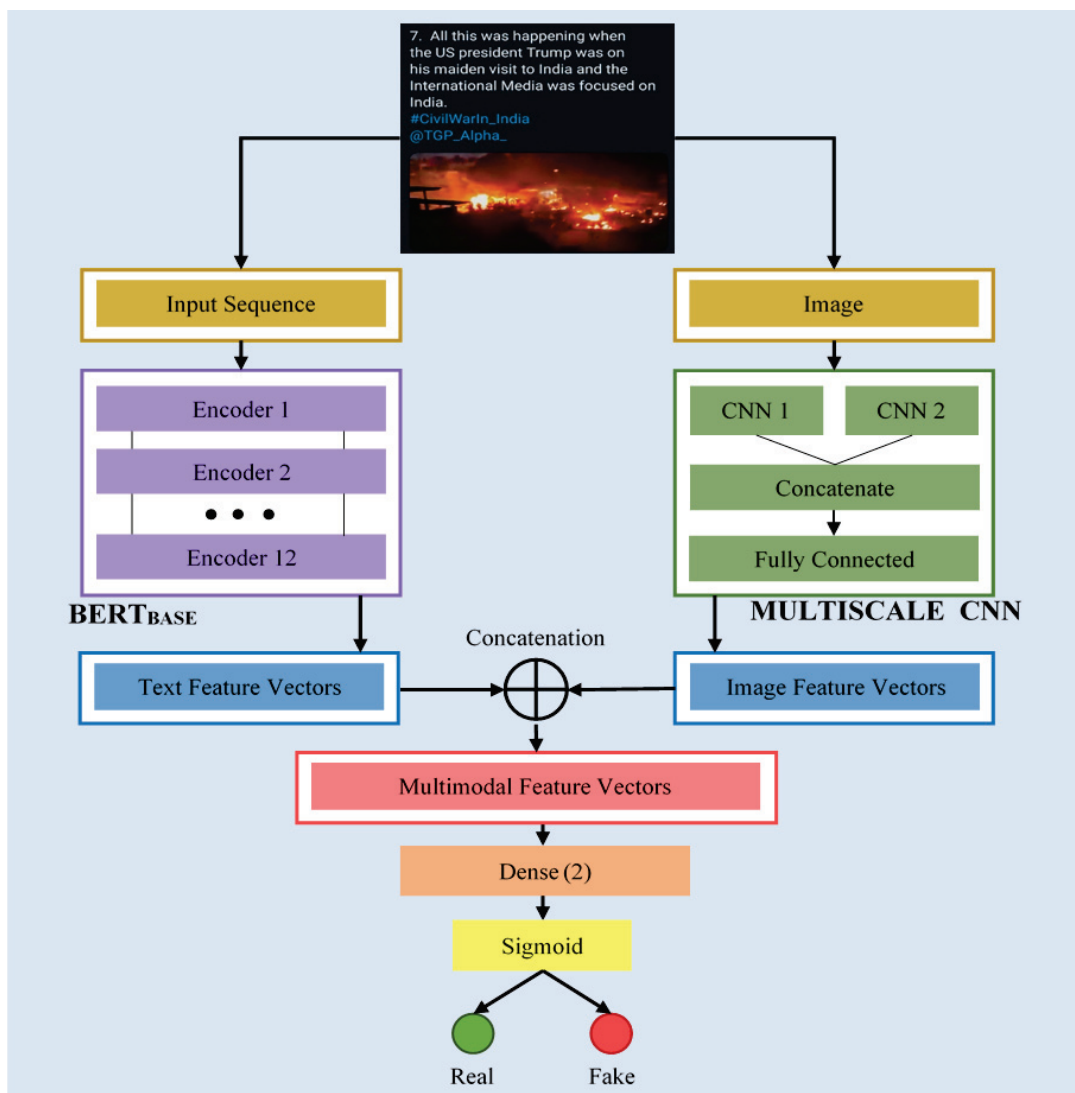 7. All this was happening when
the US president Trump was on
his maiden visit to India and the
International Media was focused on
India.
#CivilWarIn_India
@TGP_Alpha_
Input Sequence
Image
Encoder 1
Encoder 2
Encoder 12
BERTBASE
CNN 1
CNN 2
Concatenate
Fully Connected
MULTISCALE CNN
Concatenation
Text Feature Vectors
Image Feature Vectors
Multimodal Feature Vectors
Dense (2)
Sigmoid
Real
Fake